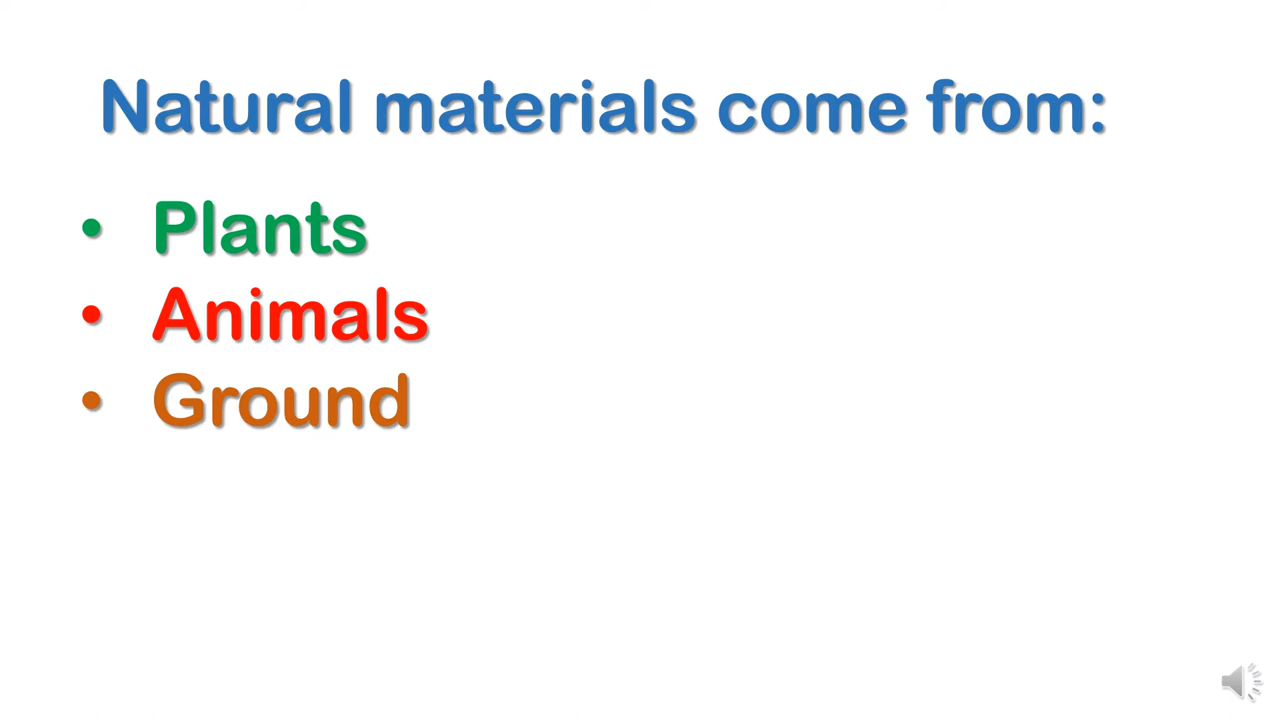 Natural materials come from:
• Plants
• Animals
• Ground